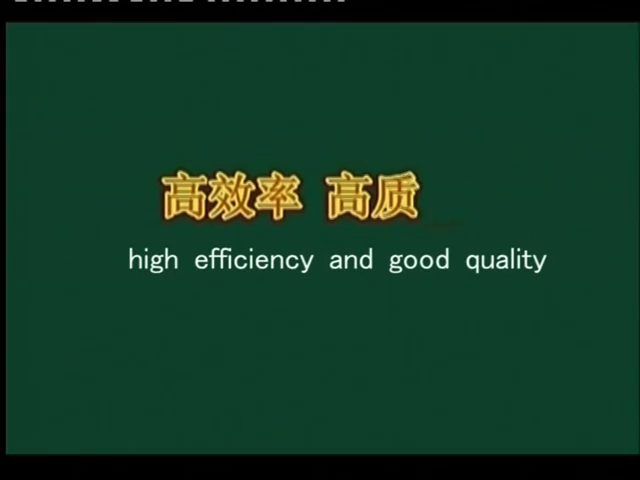 高效率 高质
high efficiency and good quality